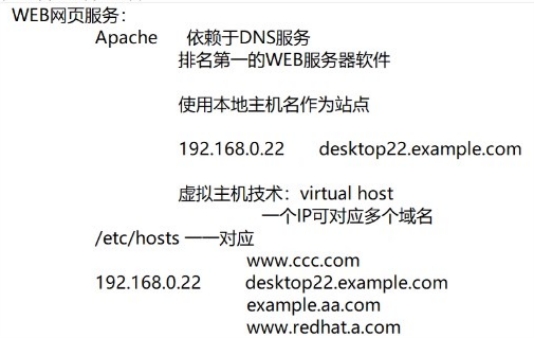 WEB网页服务：
Apache 依赖于DNS服务
排名第一的WEB服务器软件
使用本地主机名作为站点
192.168.0.22 desktop22.example.com
虚拟主机技术：virtual host
一个IP可对应多个域名
/etc/hosts 一一对应
www.ccc.com
192.168.0.22 desktop22.example.com
example.aa.com
www.redhat.a.com